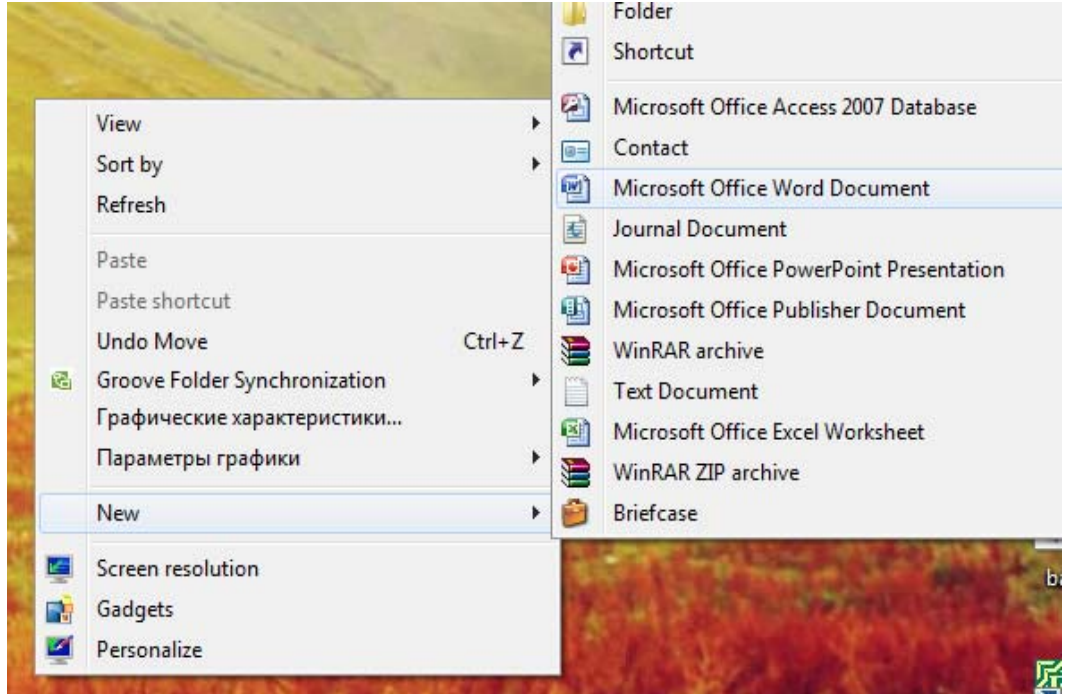 View
Sort by
Refresh
Paste
Paste shortcut
Undo Move Ctrl+Z
Groove Folder Synchronization
Графические характеристики...
Параметры графики
New
Screen resolution
Gadgets
Personalize
Folder
Shortcut
Microsoft Office Access 2007 Database
Contact
Microsoft Office Word Document
Journal Document
Microsoft Office PowerPoint Presentation
Microsoft Office Publisher Document
WinRAR archive
Text Document
Microsoft Office Excel Worksheet
WinRAR ZIP archive
Briefcase